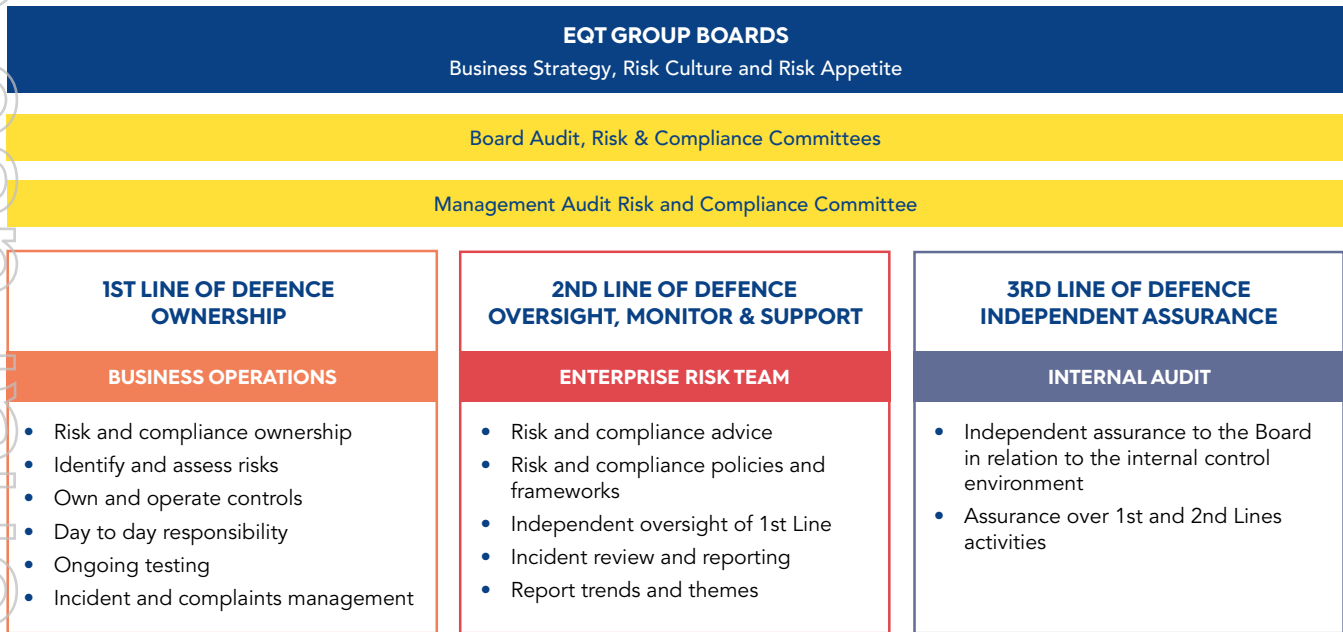 EQT GROUP BOARDS
Business Strategy, Risk Culture and Risk Appetite
Board Audit, Risk & Compliance Committees
Management Audit Risk and Compliance Committee
1ST LINE OF DEFENCE
OWNERSHIP
BUSINESS OPERATIONS
• Risk and compliance ownership
• Identify and assess risks
• Own and operate controls
• Day to day responsibility
• Ongoing testing
• Incident and complaints management
2ND LINE OF DEFENCE
OVERSIGHT, MONITOR & SUPPORT
ENTERPRISE RISK TEAM
• Risk and compliance advice
• Risk and compliance policies and
frameworks
• Independent oversight of 1st Line
• Incident review and reporting
• Report trends and themes
3RD LINE OF DEFENCE
INDEPENDENT ASSURANCE
INTERNAL AUDIT
• Independent assurance to the Board
in relation to the internal control
environment
• Assurance over 1st and 2nd Lines
activities